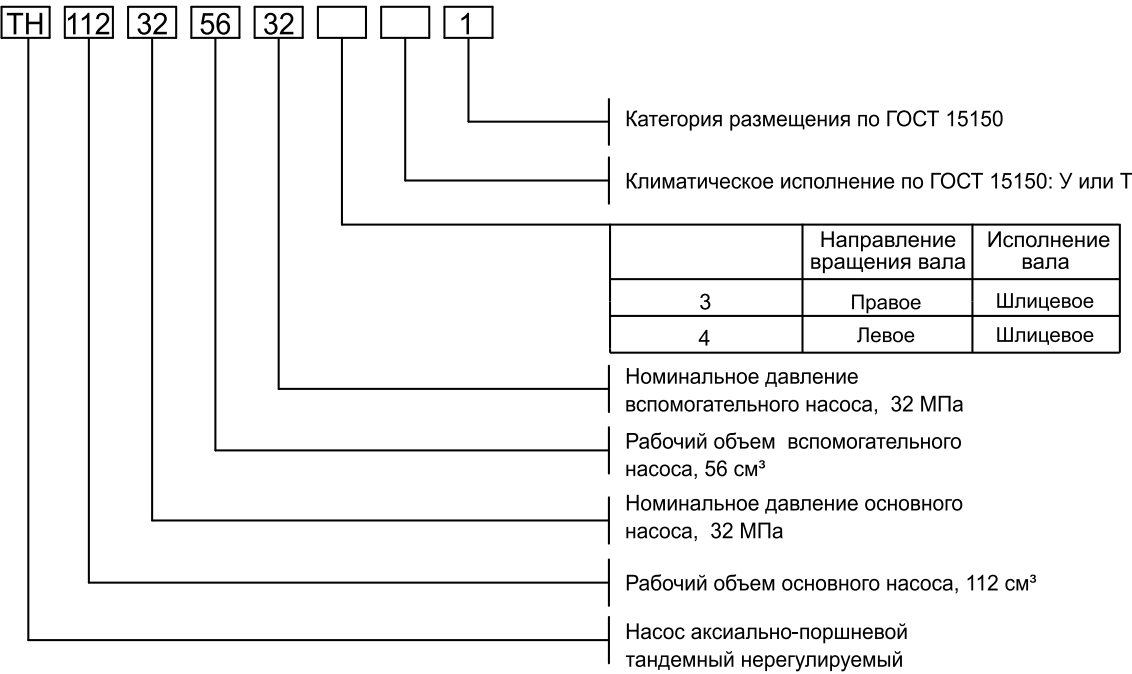 ТН 112 32 56 32 1
Категория размещения по ГОСТ 15150
Климатическое исполнение по ГОСТ 15150: У или Т
Направление вращения вала Исполнение вала
3 Правое Шлицевое
4 Левое Шлицевое
Номинальное давление
вспомогательного насоса, 32 МПа
Рабочий объем вспомогательного
насоса, 56 см³
Номинальное давление основного
насоса, 32 МПа
Рабочий объем основного насоса, 112 см³
Насос аксиально-поршневой
тандемный нерегулируемый